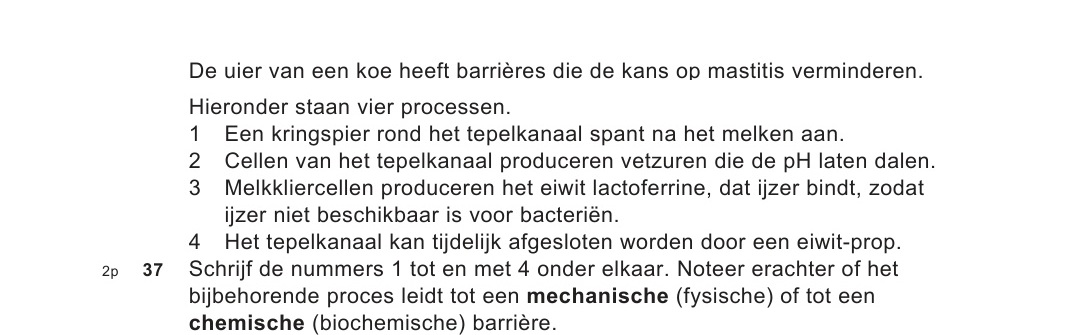 De uier van een koe heeft barrières die de kans op mastitis verminderen.
Hieronder staan vier processen.
1 Een kringspier rond het tepelkanaal spant na het melken aan.
2 Cellen van het tepelkanaal produceren vetzuren die de pH laten dalen.
3 Melkkliercellen produceren het eiwit lactoferrine, dat ijzer bindt, zodat
ijzer niet beschikbaar is voor bacteriën.
4 Het tepelkanaal kan tijdelijk afgesloten worden door een eiwit-prop.
2p 37 Schrijf de nummers 1 tot en met 4 onder elkaar. Noteer erachter of het
bijbehorende proces leidt tot een mechanische (fysische) of tot een
chemische (biochemische) barrière.